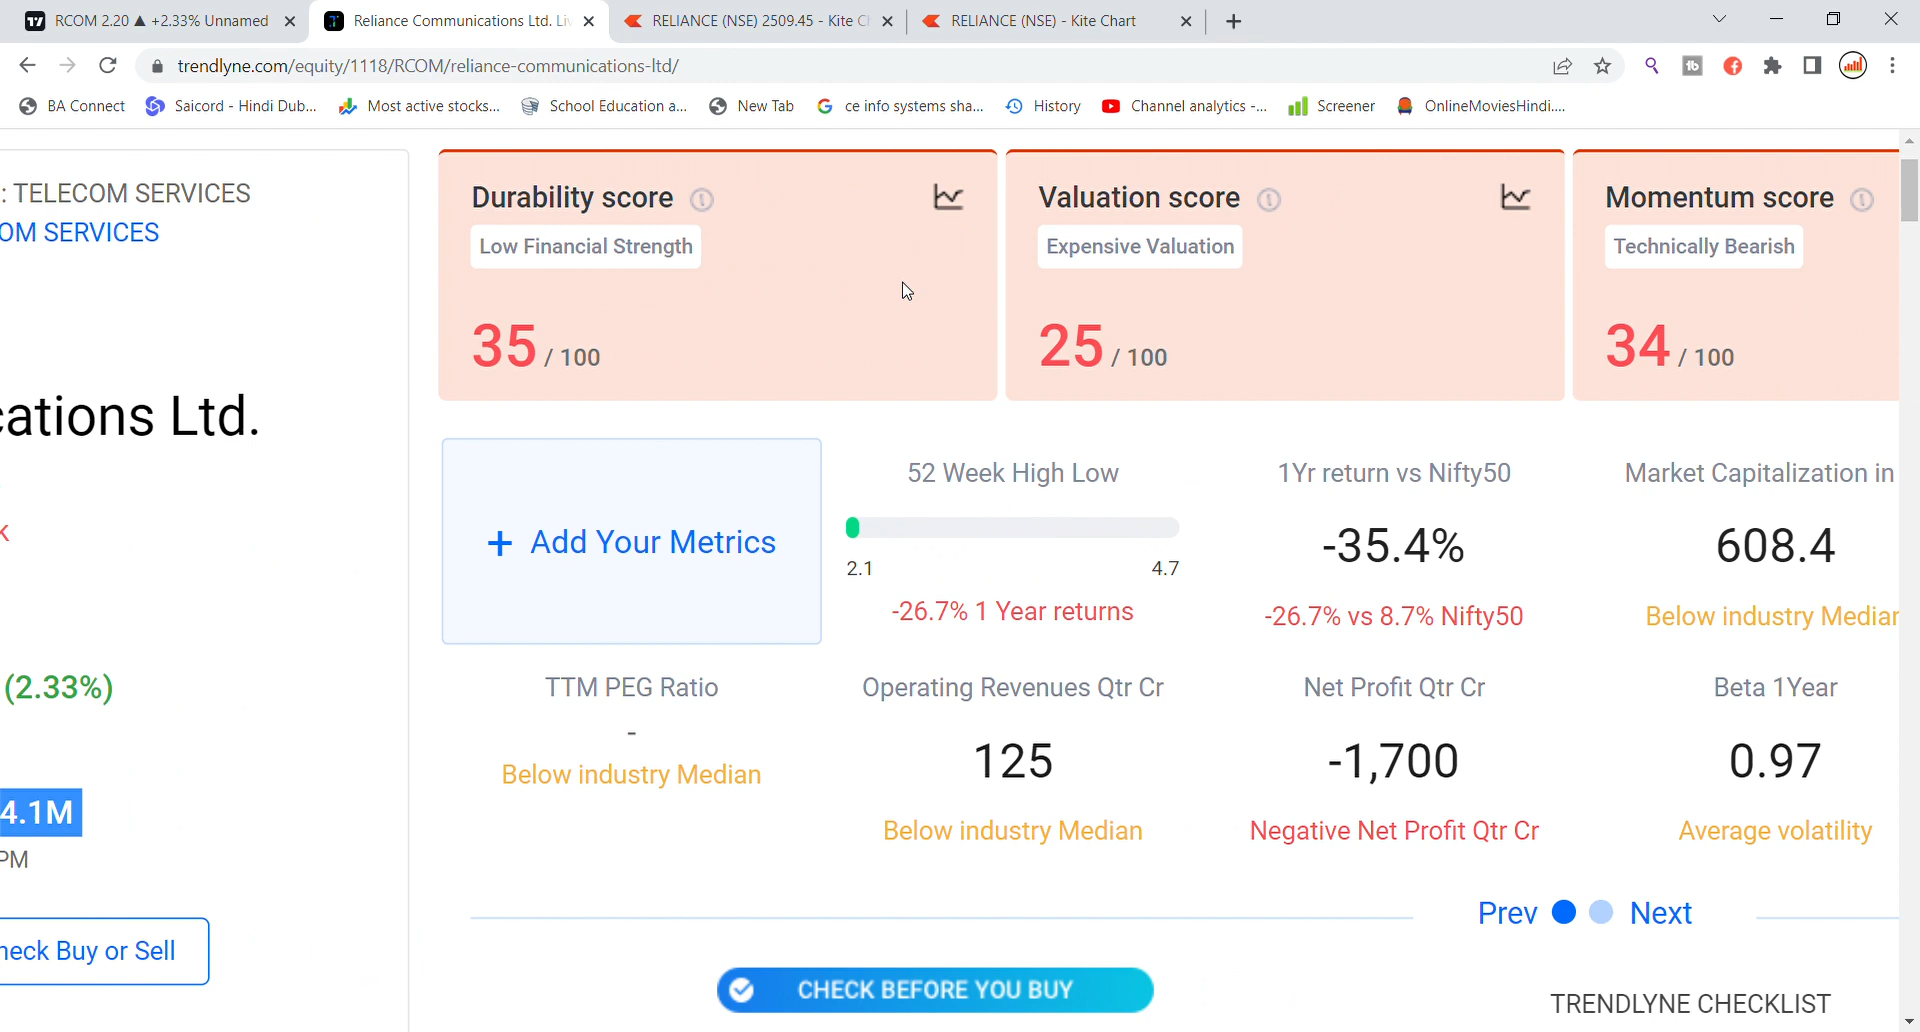 RCOM 2.20 ▲ +2.33% Unnamed
Reliance Communications Ltd. Li
RELIANCE (NSE) 2509.45 - Kite C
RELIANCE (NSE) - Kite Chart
trendlyne.com/equity/1118/RCOM/reliance-communications-ltd/
BA Connect
Saicord - Hindi Dub...
Most active stocks...
School Education a...
New Tab
ce info systems sha...
History
Channel analytics -...
Screener
OnlineMoviesHindi....
: TELECOM SERVICES
OM SERVICES
cations Ltd.
k
(2.33%)
4.1M
PM
heck Buy or Sell
Durability score
Low Financial Strength
35 / 100
Valuation score
Expensive Valuation
25 / 100
Momentum score
Technically Bearish
34 / 100
+ Add Your Metrics
52 Week High Low
2.1 4.7
-26.7% 1 Year returns
1Yr return vs Nifty50
-35.4%
-26.7% vs 8.7% Nifty50
Market Capitalization in
608.4
Below industry Median
TTM PEG Ratio
-
Below industry Median
Operating Revenues Qtr Cr
125
Below industry Median
Net Profit Qtr Cr
-1,700
Negative Net Profit Qtr Cr
Beta 1Year
0.97
Average volatility
Prev Next
CHECK BEFORE YOU BUY
TRENDLYNE CHECKLIST